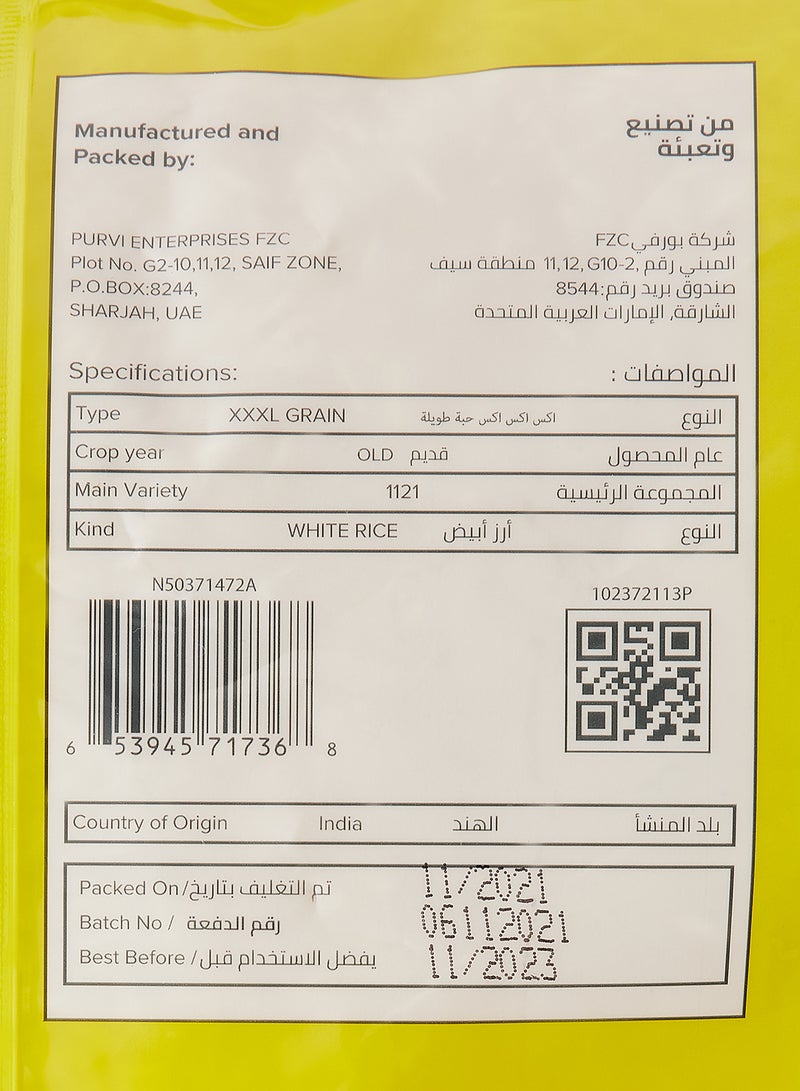 Manufactured and
Packed by:
من تصنيع
وتعبئة
PURVI ENTERPRISES FZC
Plot No. G2-10,11,12, SAIF ZONE,
P.O.BOX:8244,
SHARJAH, UAE
شركة بورفي FZC
المبني رقم 11,12, G10-2, منطقة سيف
صندوق بريد رقم:8544
الشارقة, الإمارات العربية المتحدة
Specifications:
المواصفات :
Type XXXL GRAIN اكس اكس اكس حبة طويلة النوع
Crop year OLD قديم عام المحصول
Main Variety 1121 المجموعة الرئيسية
Kind WHITE RICE أرز أبيض النوع
N50371472A
6 53945 71736 8
102372113P
Country of Origin India الهند بلد المنشأ
Packed On/تم التغليف بتاريخ 11/2021
Batch No / رقم الدفعة 06112021
Best Before /يفضل الاستخدام قبل 11/2023